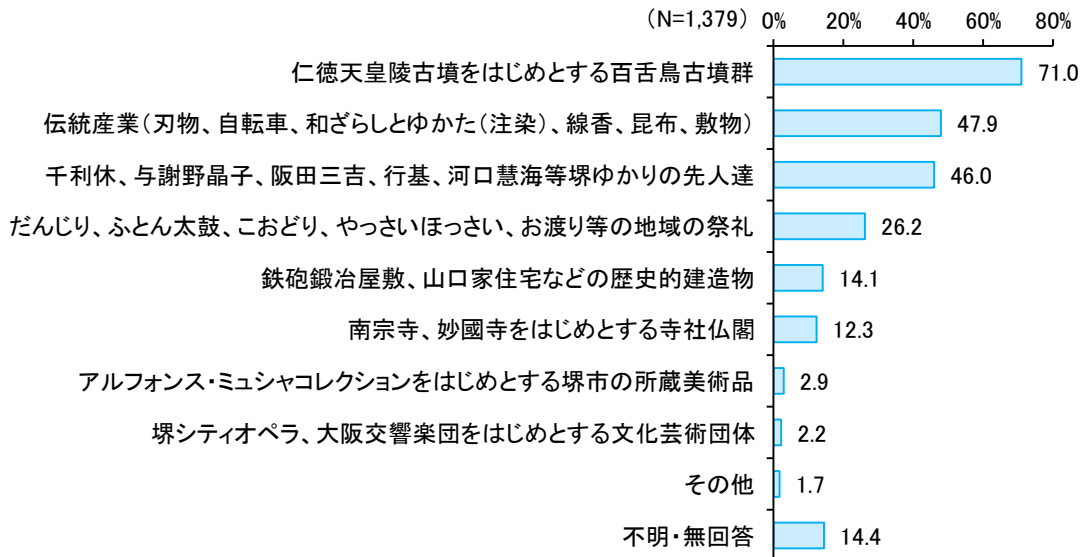 (N=1,379) 0% 20% 40% 60% 80%
仁徳天皇陵古墳をはじめとする百舌鳥古墳群 71.0
伝統産業(刃物、自転車、和ざらしとゆかた(注染)、線香、昆布、敷物) 47.9
千利休、与謝野晶子、阪田三吉、行基、河口慧海等堺ゆかりの先人達 46.0
だんじり、ふとん太鼓、こおどり、やっさいほっさい、お渡り等の地域の祭礼 26.2
鉄砲鍛冶屋敷、山口家住宅などの歴史的建造物 14.1
南宗寺、妙國寺をはじめとする寺社仏閣 12.3
アルフォンス・ミュシャコレクションをはじめとする堺市の所蔵美術品 2.9
堺シティオペラ、大阪交響楽団をはじめとする文化芸術団体 2.2
その他 1.7
不明・無回答 14.4